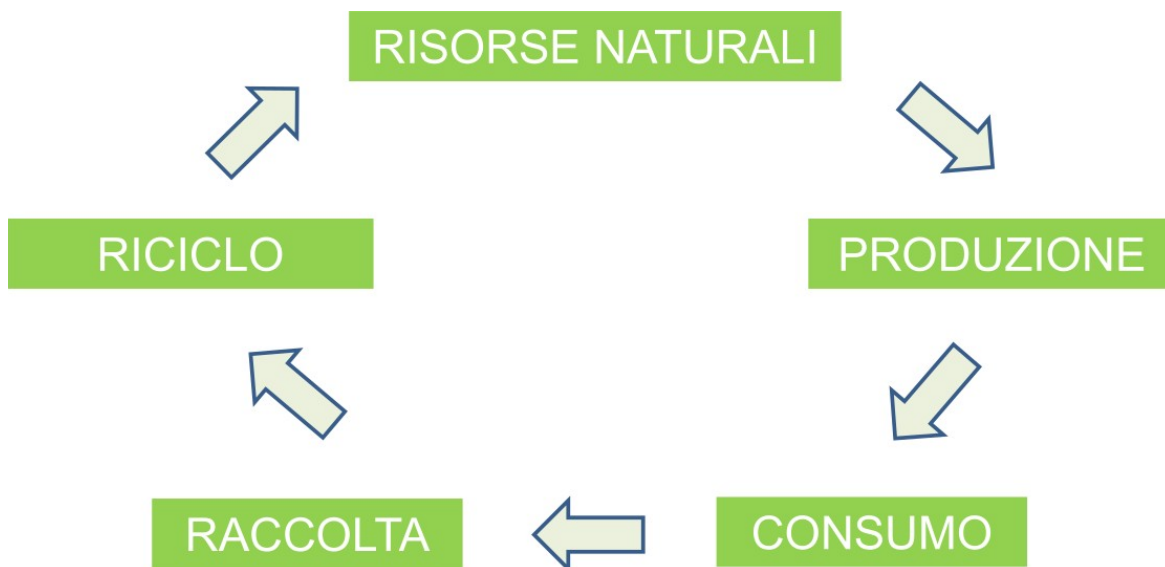 RISORSE NATURALI
PRODUZIONE
CONSUMO
RACCOLTA
RICICLO